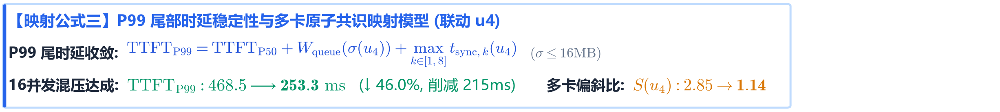 【映射公式三】P99 尾部时延稳定性与多卡原子共识映射模型 (联动 u4)
P99 尾时延收敛: TTFT_P99 = TTFT_P50 + W_queue(σ(u_4)) + max_{k∈[1,8]} t_{sync,k}(u_4) (σ ≤ 16MB)
16并发混压达成: TTFT_P99 : 468.5 ⟶ 253.3 ms (↓ 46.0%, 削减 215ms) 多卡偏斜比: S(u_4) : 2.85 → 1.14